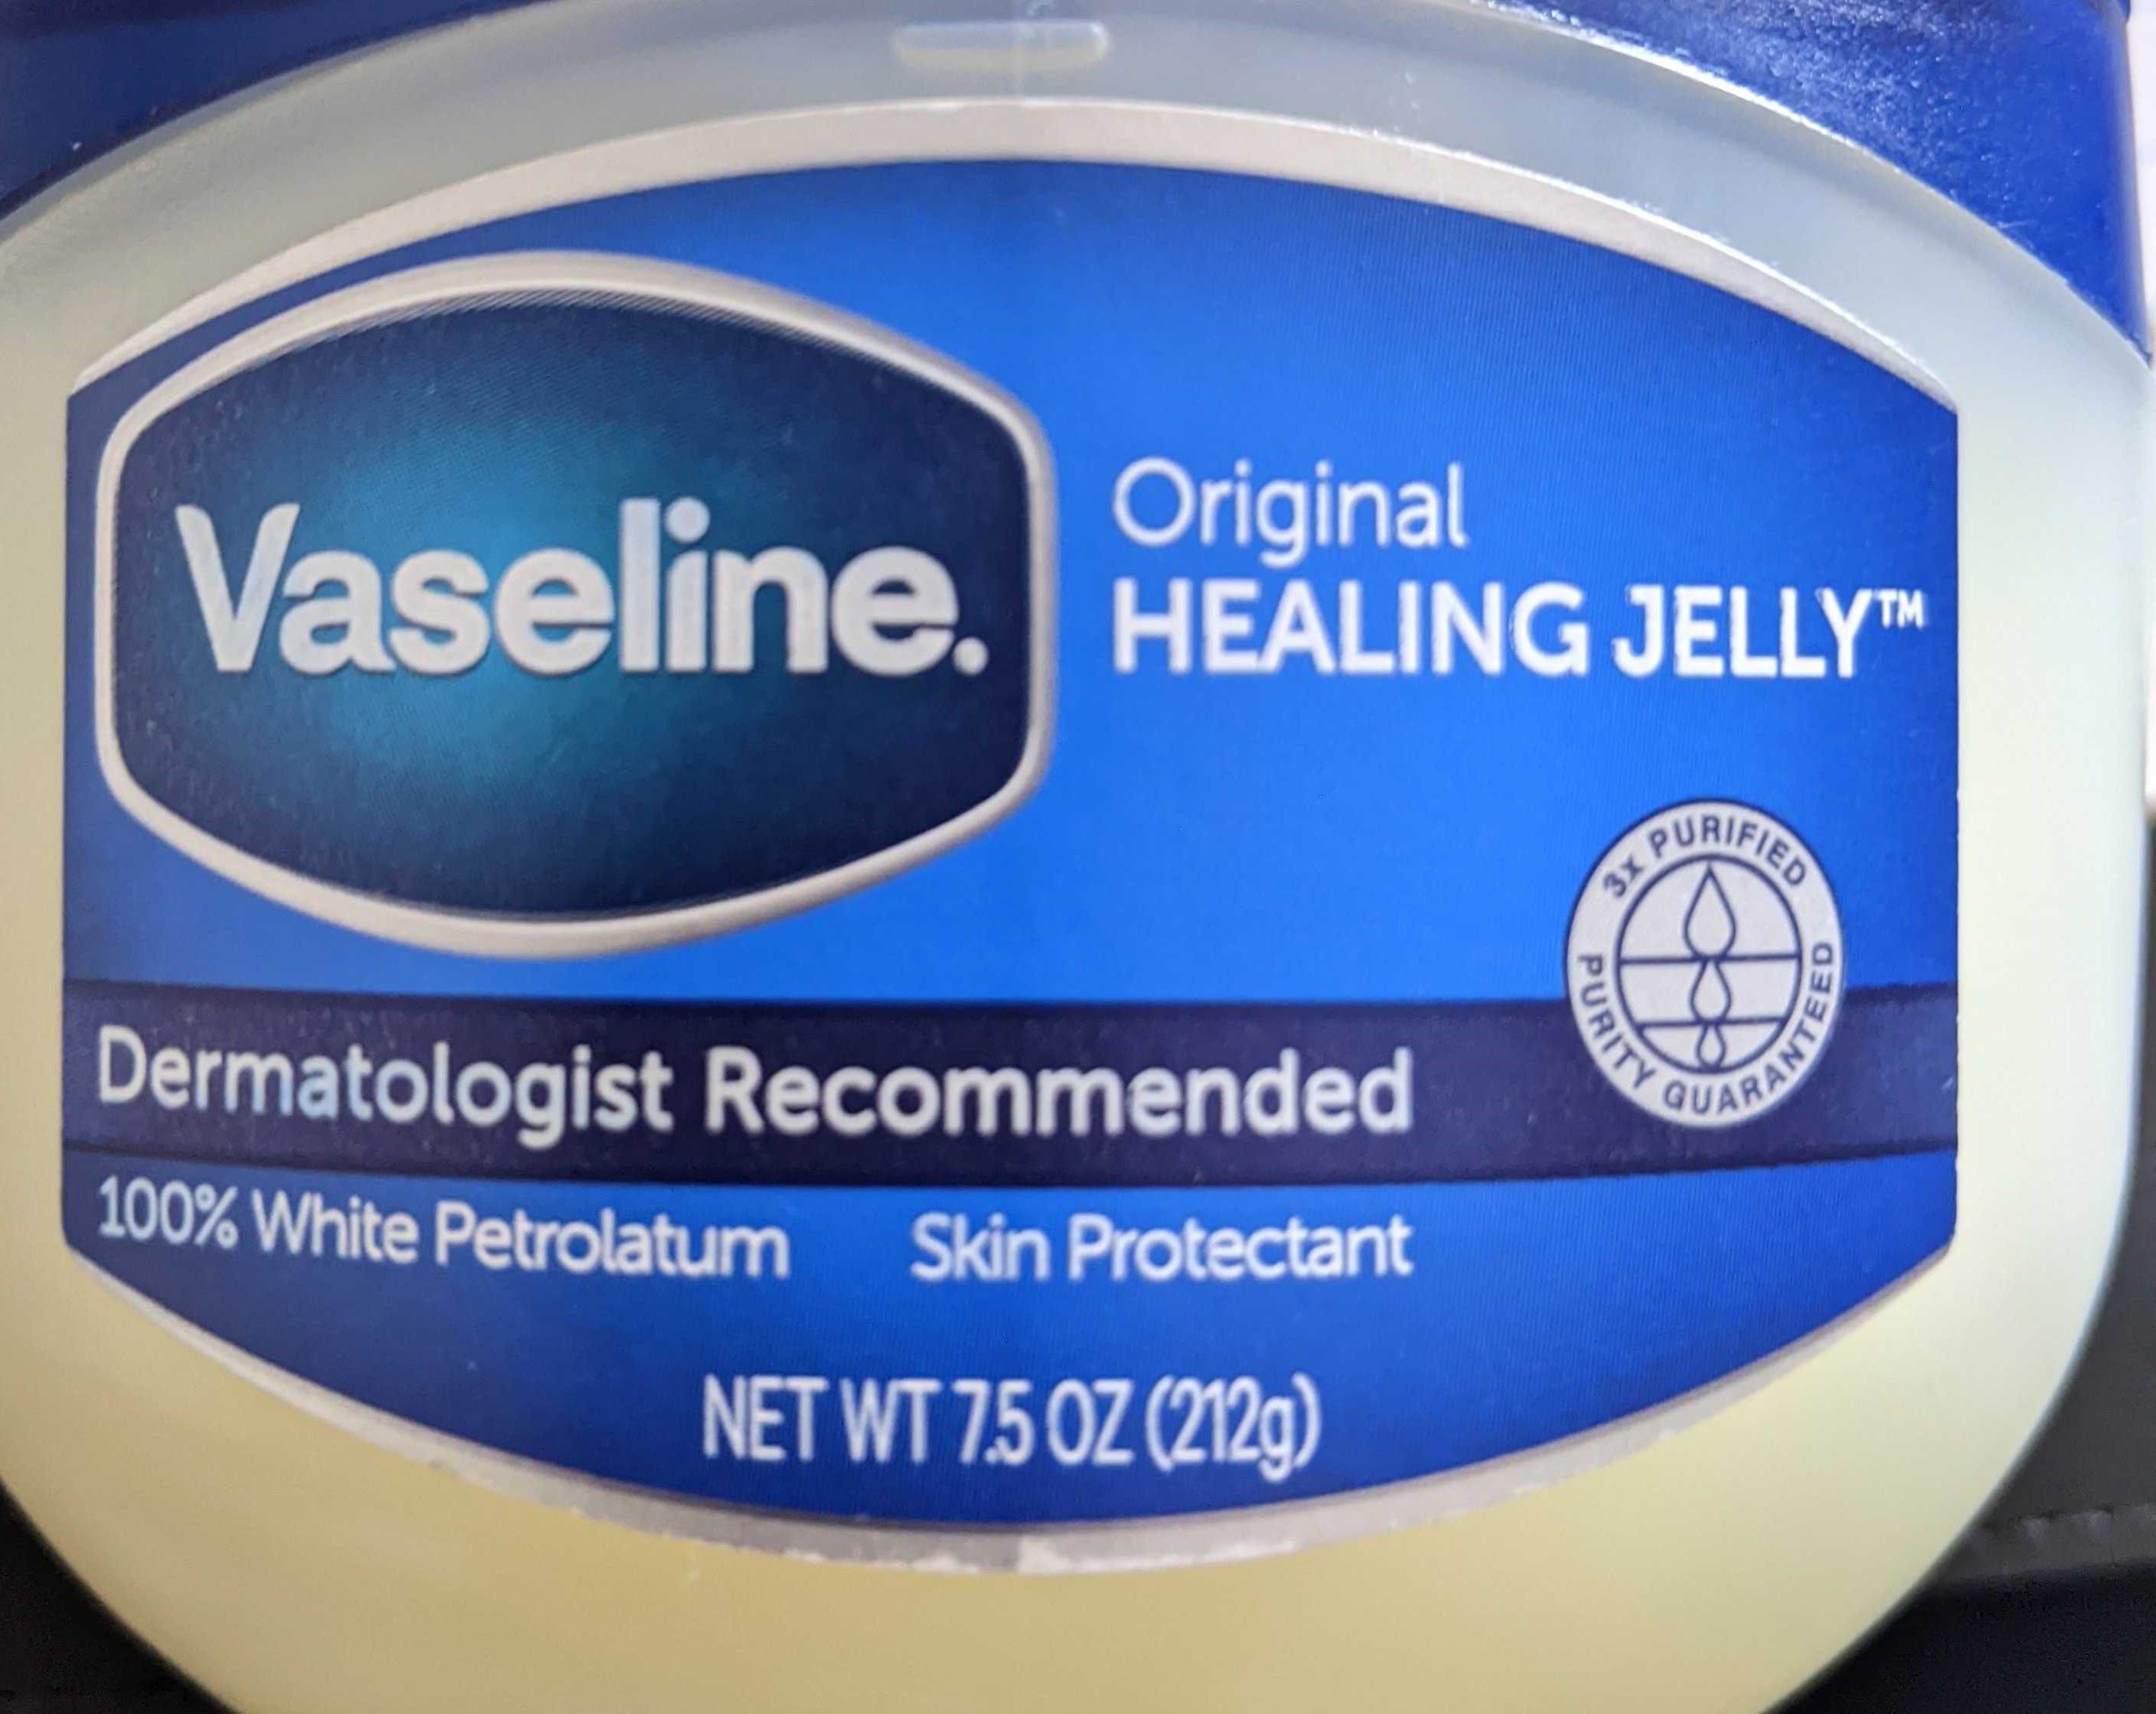 Vaseline.
Original
HEALING JELLY™
3x PURIFIED
PURITY GUARANTEED
Dermatologist Recommended
100% White Petrolatum Skin Protectant
NET WT 7.5 OZ (212g)